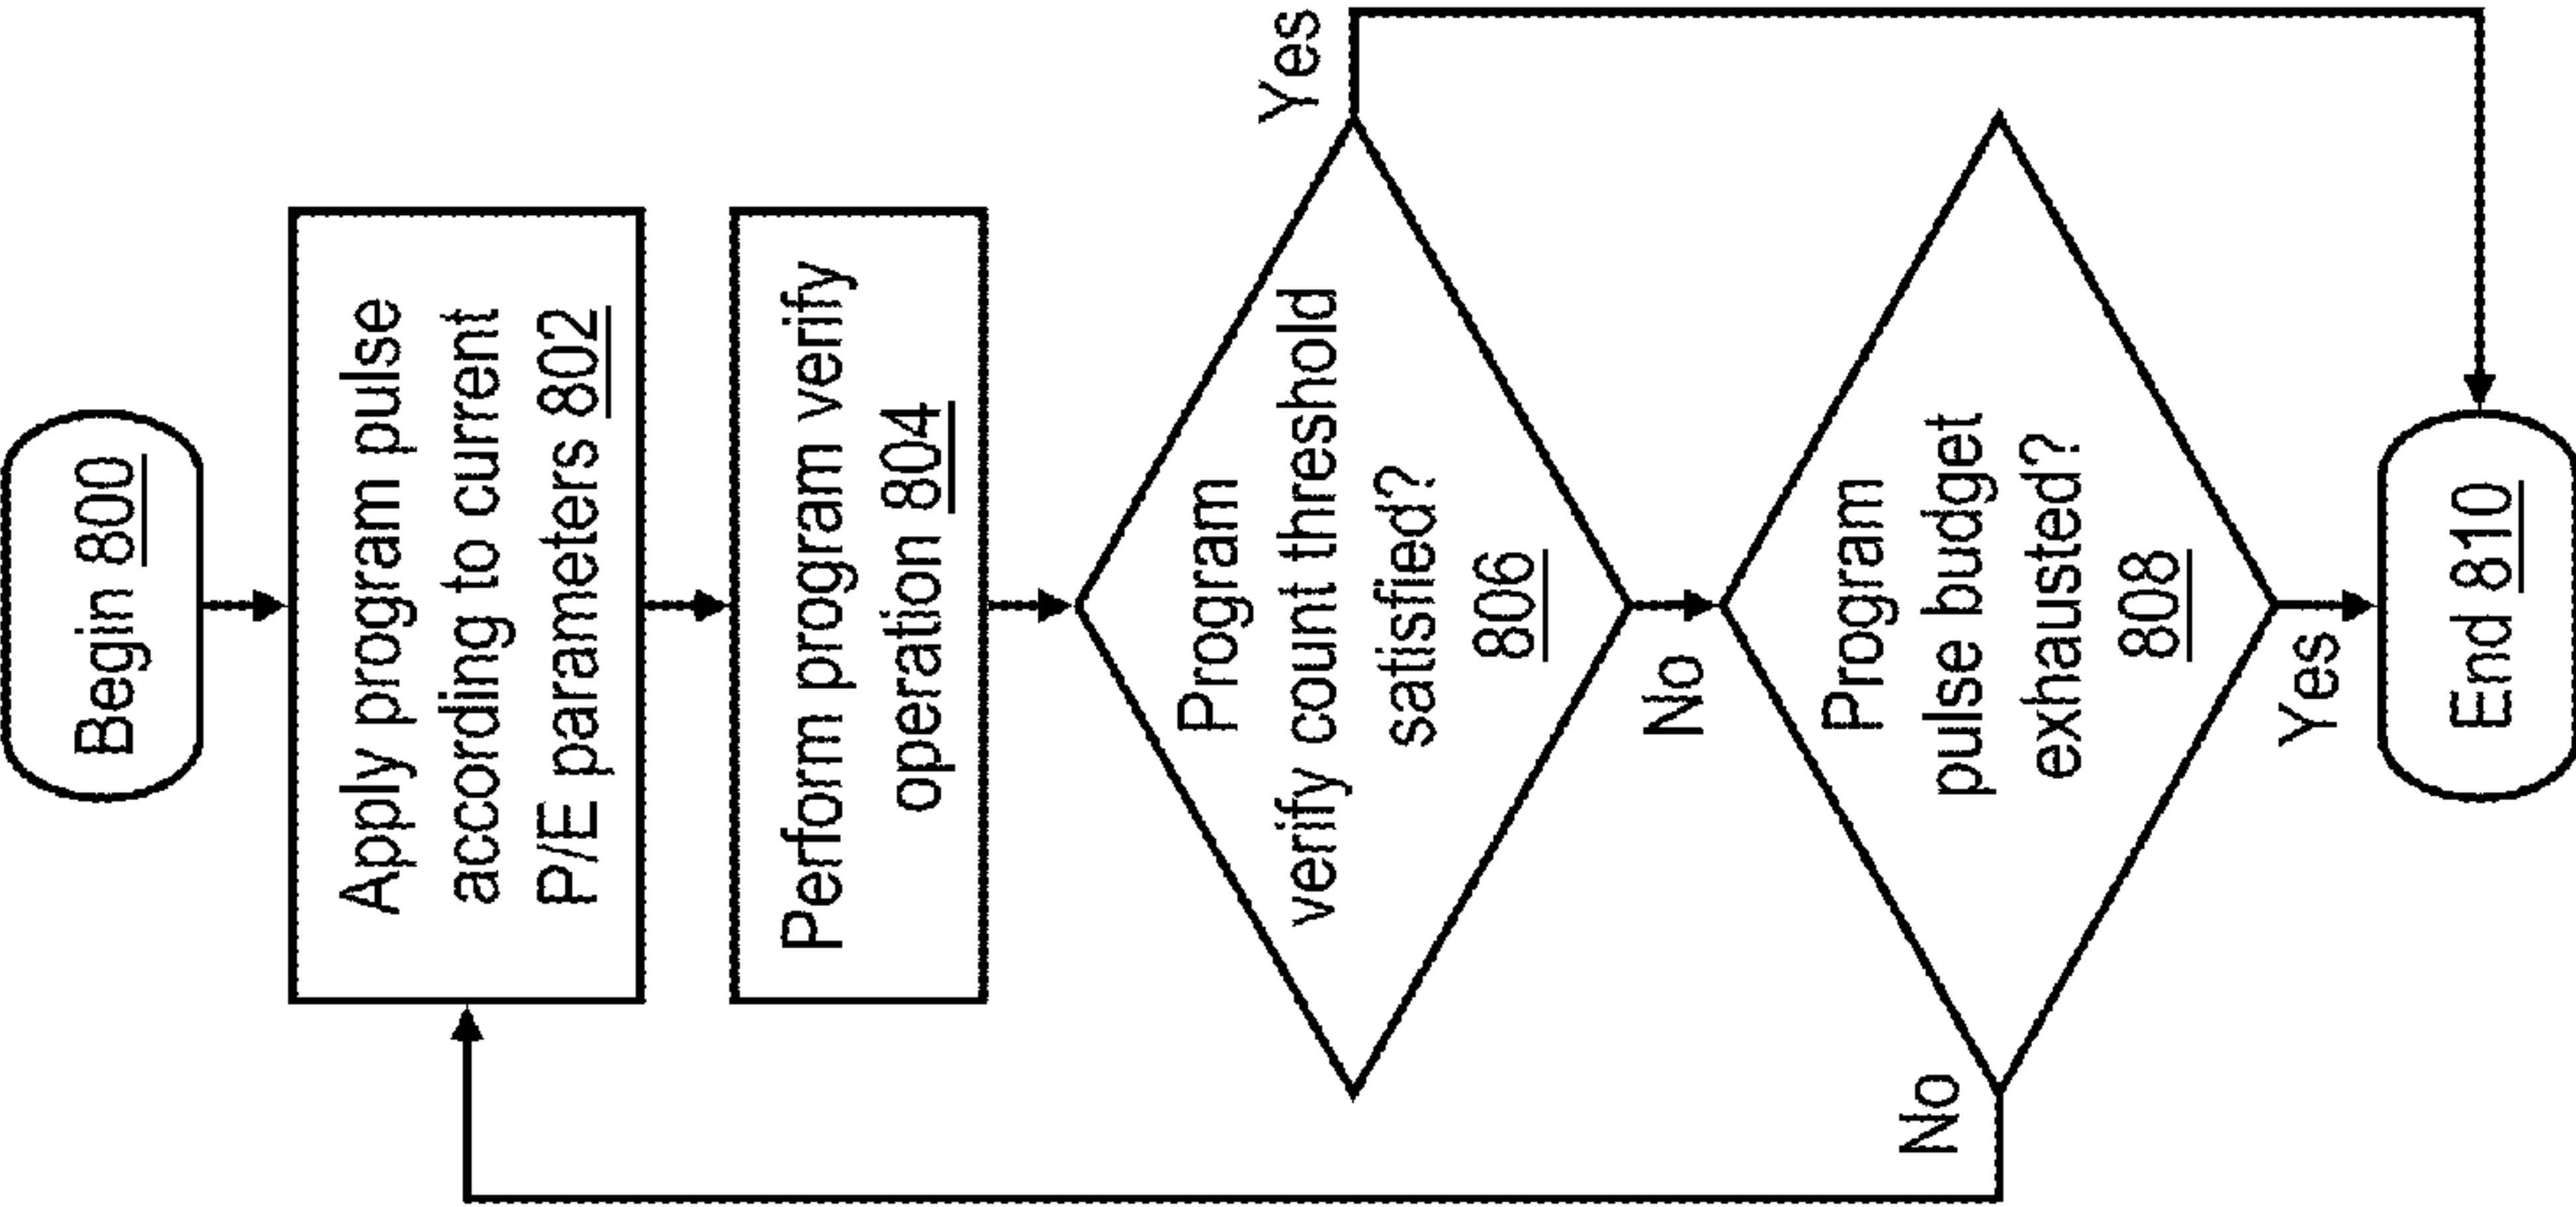 Begin 800
Apply program pulse
according to current
P/E parameters 802
Perform program verify
operation 804
Program
verify count threshold
satisfied?
806
Yes
No
Program
pulse budget
exhausted?
808
No
Yes
End 810